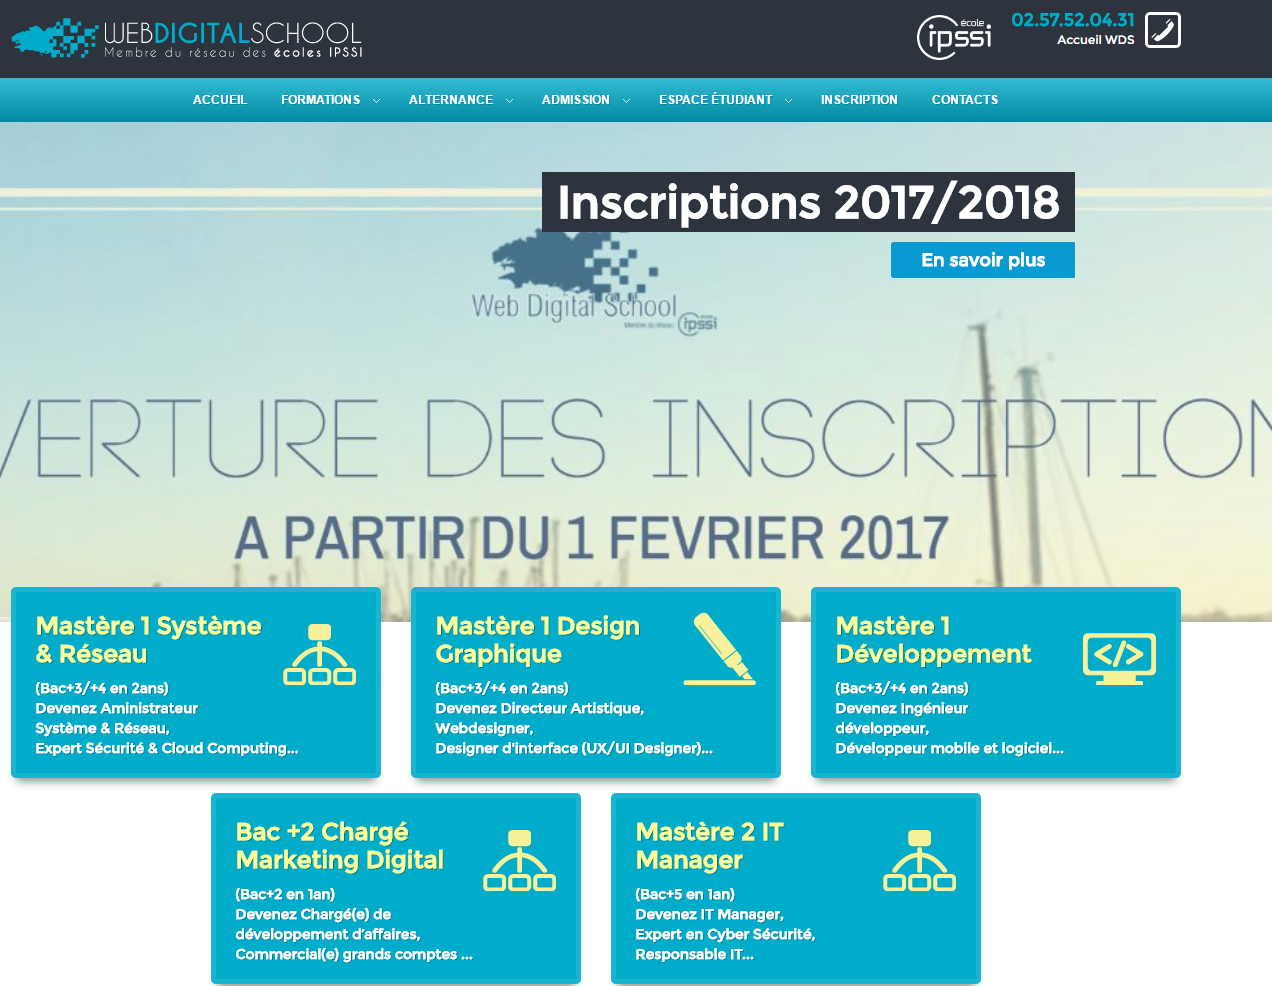 WEBDIGITALSCHOOL
Membre du réseau des écoles IPSSI
école
ipssi
02.57.52.04.31
Accueil WDS
ACCUEIL FORMATIONS ALTERNANCE ADMISSION ESPACE ÉTUDIANT INSCRIPTION CONTACTS
Inscriptions 2017/2018
En savoir plus
Web Digital School
Membre du réseau ipssi
VERTURE DES INSCRIPTION
A PARTIR DU 1 FEVRIER 2017
Mastère 1 Système
& Réseau
(Bac+3/+4 en 2ans)
Devenez Aministrateur
Système & Réseau,
Expert Sécurité & Cloud Computing...
Mastère 1 Design
Graphique
(Bac+3/+4 en 2ans)
Devenez Directeur Artistique,
Webdesigner,
Designer d'interface (UX/UI Designer)...
Mastère 1
Développement
</>
(Bac+3/+4 en 2ans)
Devenez Ingénieur
développeur,
Développeur mobile et logiciel...
Bac +2 Chargé
Marketing Digital
(Bac+2 en 1an)
Devenez Chargé(e) de
développement d'affaires,
Commercial(e) grands comptes ...
Mastère 2 IT
Manager
(Bac+5 en 1an)
Devenez IT Manager,
Expert en Cyber Sécurité,
Responsable IT...